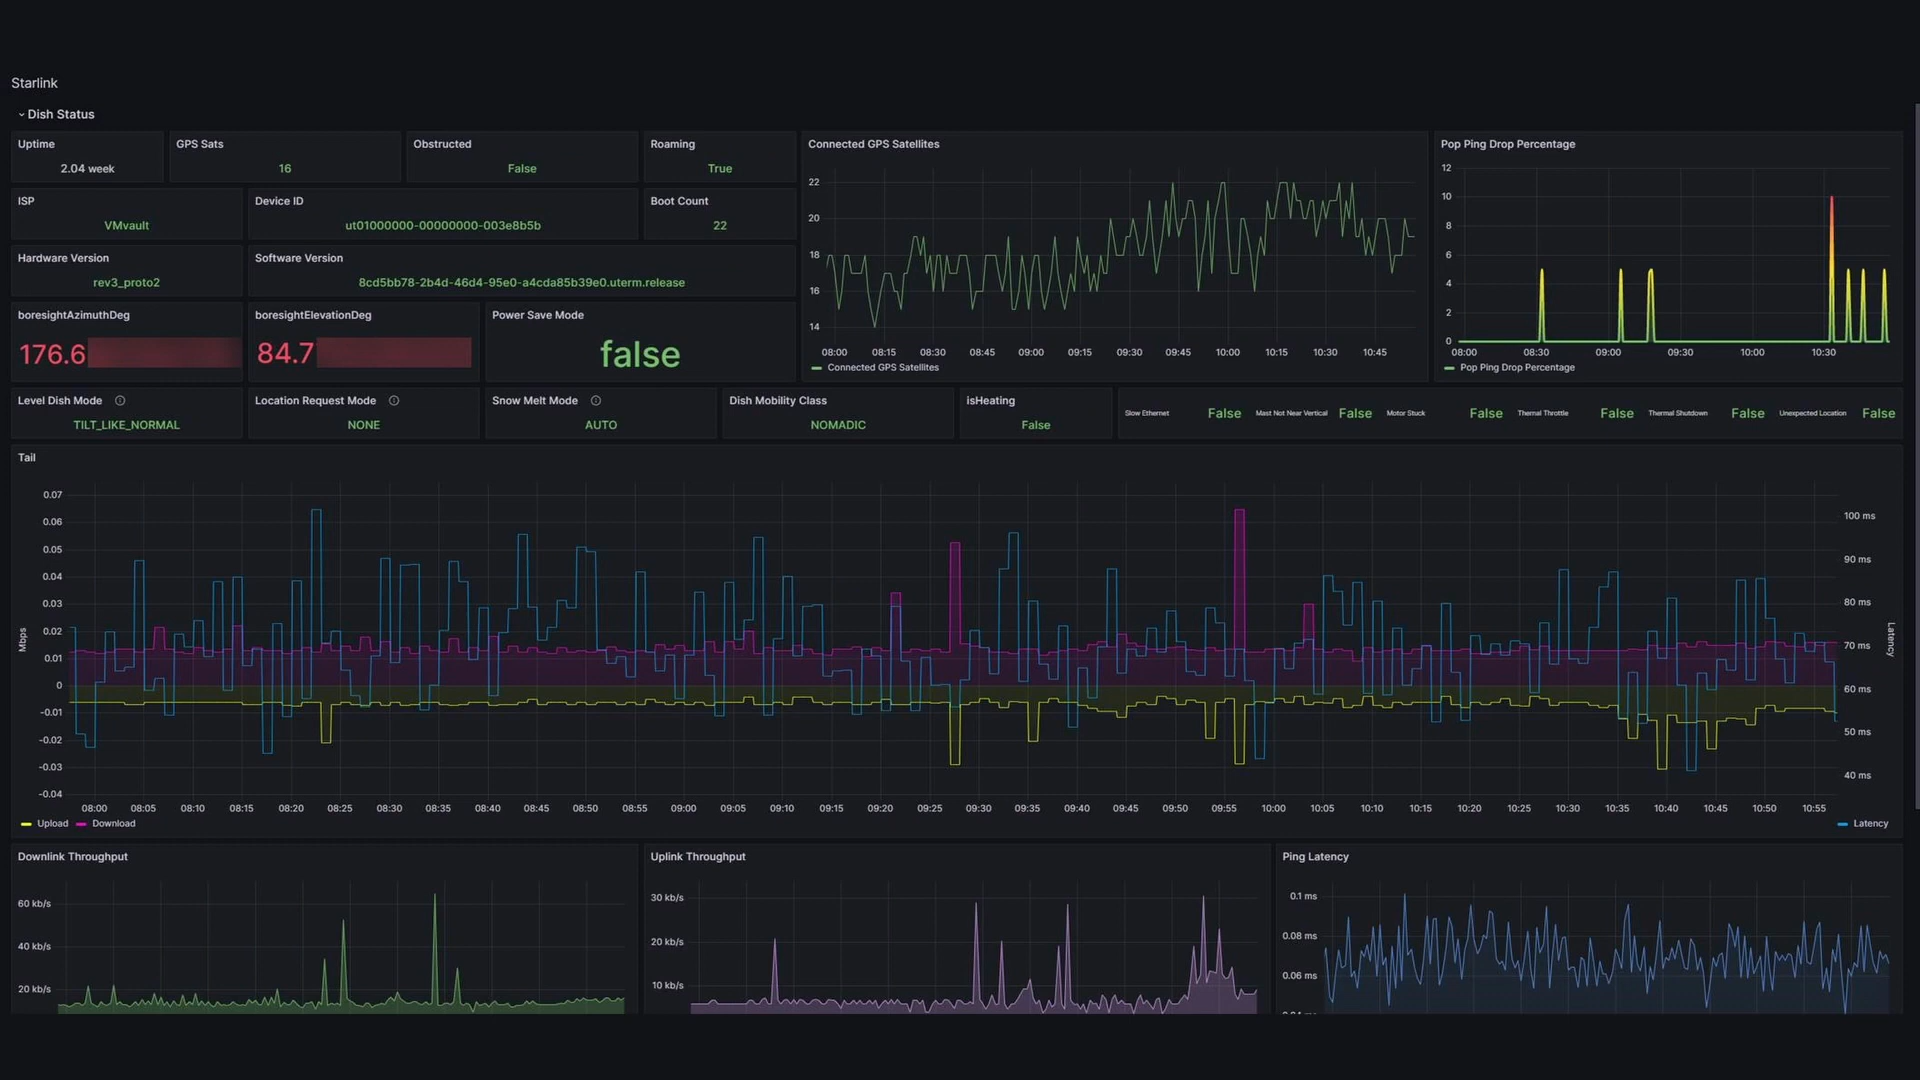 Starlink
Dish Status
Uptime
2.04 week
GPS Sats
16
Obstructed
False
Roaming
True
ISP
VMvault
Device ID
ut01000000-00000000-003e8b5b
Boot Count
22
Hardware Version
rev3_proto2
Software Version
8cd5bb78-2b4d-46d4-95e0-a4cda85b39e0.uterm.release
boresightAzimuthDeg
176.6
boresightElevationDeg
84.7
Power Save Mode
false
Connected GPS Satellites
22
20
18
16
14
08:00 08:15 08:30 08:45 09:00 09:15 09:30 09:45 10:00 10:15 10:30 10:45
Connected GPS Satellites
Pop Ping Drop Percentage
12
10
8
6
4
2
0
08:00 08:30 09:00 09:30 10:00 10:30
Pop Ping Drop Percentage
Level Dish Mode
TILT_LIKE_NORMAL
Location Request Mode
NONE
Snow Melt Mode
AUTO
Dish Mobility Class
NOMADIC
isHeating
False
Slow Ethernet False Mast Not Near Vertical False Motor Stuck False Thermal Throttle False Thermal Shutdown False Unexpected Location False
Tail
Mbps
0.07
0.06
0.05
0.04
0.03
0.02
0.01
0
-0.01
-0.02
-0.03
-0.04
100 ms
90 ms
80 ms
70 ms
60 ms
50 ms
40 ms
Latency
08:00 08:05 08:10 08:15 08:20 08:25 08:30 08:35 08:40 08:45 08:50 08:55 09:00 09:05 09:10 09:15 09:20 09:25 09:30 09:35 09:40 09:45 09:50 09:55 10:00 10:05 10:10 10:15 10:20 10:25 10:30 10:35 10:40 10:45 10:50 10:55
Upload Download
Latency
Downlink Throughput
60 kb/s
40 kb/s
20 kb/s
Uplink Throughput
30 kb/s
20 kb/s
10 kb/s
Ping Latency
0.1 ms
0.08 ms
0.06 ms